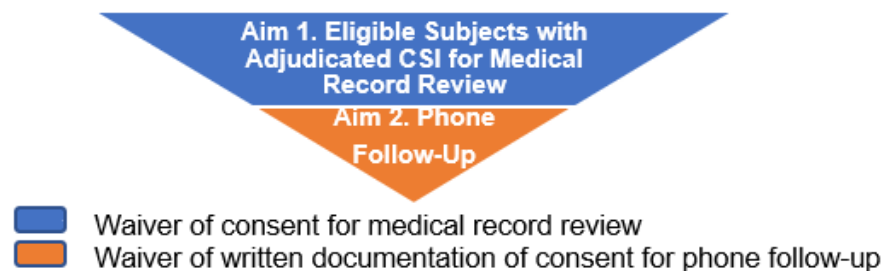 Aim 1. Eligible Subjects with
Adjudicated CSI for Medical
Record Review
Aim 2. Phone
Follow-Up
Waiver of consent for medical record review
Waiver of written documentation of consent for phone follow-up